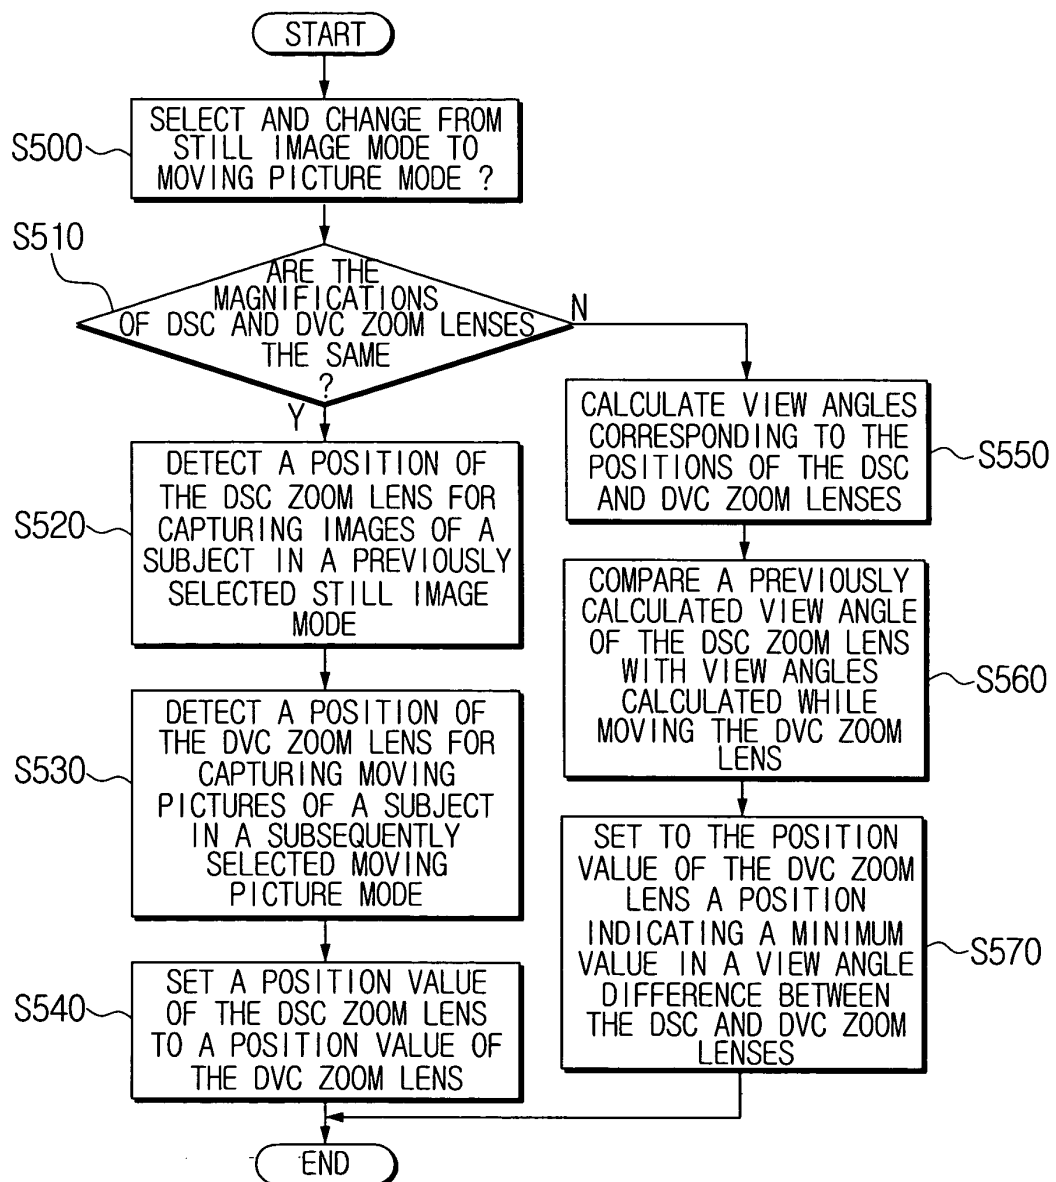 START
S500
SELECT AND CHANGE FROM
STILL IMAGE MODE TO
MOVING PICTURE MODE ?
S510
ARE THE
MAGNIFICATIONS
OF DSC AND DVC ZOOM LENSES
THE SAME
?
N
Y
S520
DETECT A POSITION OF
THE DSC ZOOM LENS FOR
CAPTURING IMAGES OF A
SUBJECT IN A PREVIOUSLY
SELECTED STILL IMAGE
MODE
S530
DETECT A POSITION OF
THE DVC ZOOM LENS FOR
CAPTURING MOVING
PICTURES OF A SUBJECT
IN A SUBSEQUENTLY
SELECTED MOVING
PICTURE MODE
S540
SET A POSITION VALUE
OF THE DSC ZOOM LENS
TO A POSITION VALUE OF
THE DVC ZOOM LENS
CALCULATE VIEW ANGLES
CORRESPONDING TO THE
POSITIONS OF THE DSC
AND DVC ZOOM LENSES
S550
COMPARE A PREVIOUSLY
CALCULATED VIEW ANGLE
OF THE DSC ZOOM LENS
WITH VIEW ANGLES
CALCULATED WHILE
MOVING THE DVC ZOOM
LENS
S560
SET TO THE POSITION
VALUE OF THE DVC ZOOM
LENS A POSITION
INDICATING A MINIMUM
VALUE IN A VIEW ANGLE
DIFFERENCE BETWEEN
THE DSC AND DVC ZOOM
LENSES
S570
END